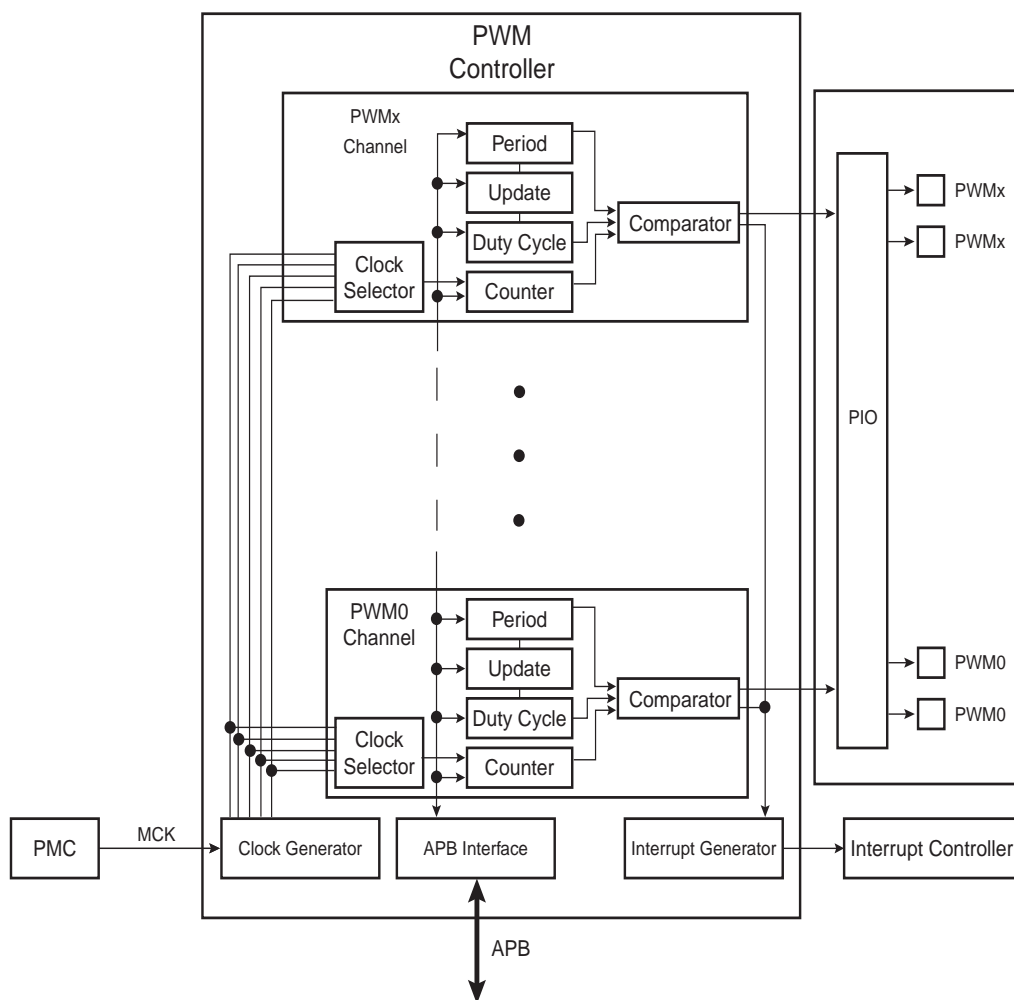 PWM
Controller
PWMx
Channel
Period
Update
Duty Cycle
Comparator
Clock
Selector
Counter
PWMx
PWMx
PIO
PWM0
Channel
Period
Update
Duty Cycle
Comparator
Clock
Selector
Counter
PWM0
PWM0
PMC
MCK
Clock Generator
APB Interface
Interrupt Generator
Interrupt Controller
APB